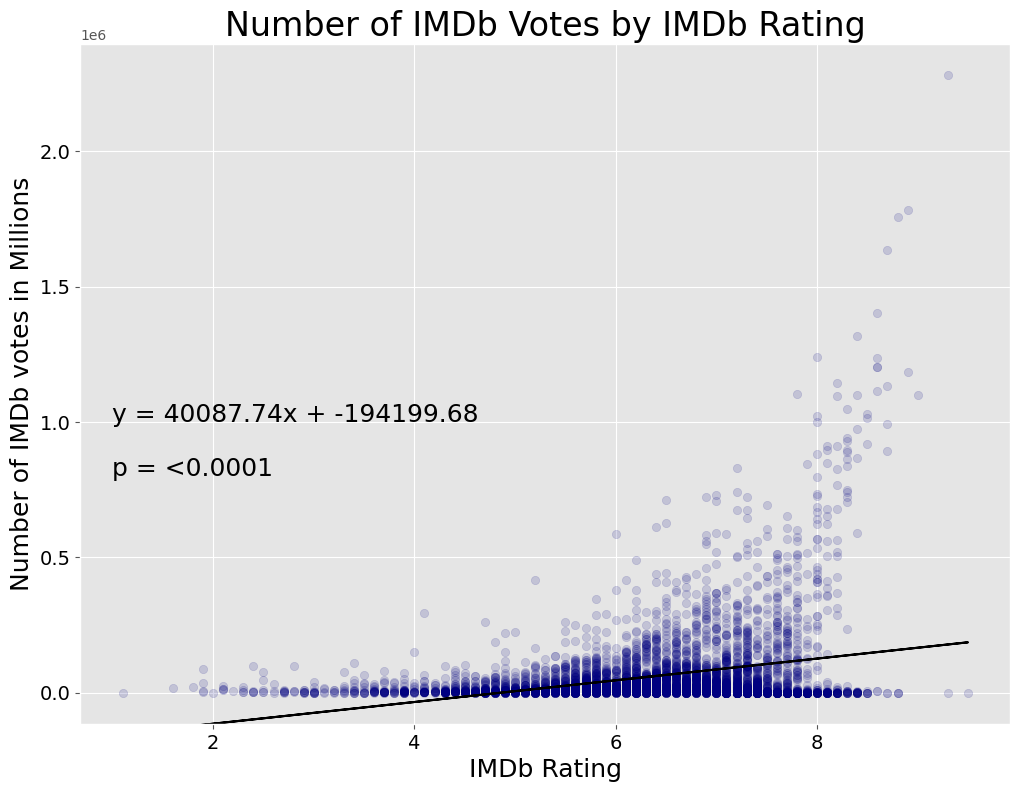 Number of IMDb Votes by IMDb Rating
1e6
2.0
1.5
1.0
0.5
0.0
Number of IMDb votes in Millions
y = 40087.74x + -194199.68
p = <0.0001
2 4 6 8
IMDb Rating